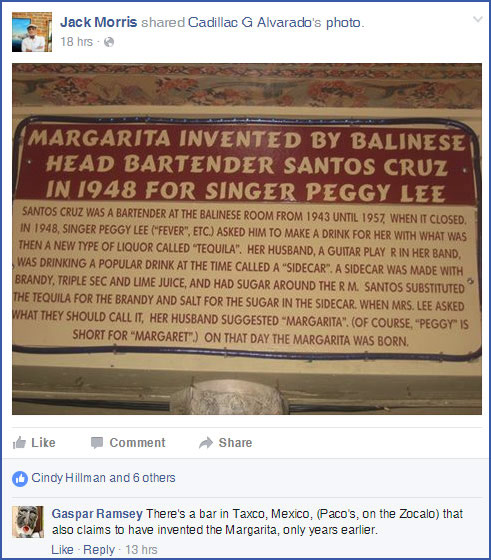 Jack Morris shared Cadillac G Alvarado's photo.
18 hrs ·
MARGARITA INVENTED BY BALINESE
HEAD BARTENDER SANTOS CRUZ
IN 1948 FOR SINGER PEGGY LEE
SANTOS CRUZ WAS A BARTENDER AT THE BALINESE ROOM FROM 1943 UNTIL 1957, WHEN IT CLOSED.
IN 1948, SINGER PEGGY LEE ("FEVER", ETC.) ASKED HIM TO MAKE A DRINK FOR HER WITH WHAT WAS
THEN A NEW TYPE OF LIQUOR CALLED "TEQUILA". HER HUSBAND, A GUITAR PLAY R IN HER BAND,
WAS DRINKING A POPULAR DRINK AT THE TIME CALLED A "SIDECAR". A SIDECAR WAS MADE WITH
BRANDY, TRIPLE SEC AND LIME JUICE, AND HAD SUGAR AROUND THE R M. SANTOS SUBSTITUTED
THE TEQUILA FOR THE BRANDY AND SALT FOR THE SUGAR IN THE SIDECAR. WHEN MRS. LEE ASKED
WHAT THEY SHOULD CALL IT, HER HUSBAND SUGGESTED "MARGARITA". (OF COURSE, "PEGGY" IS
SHORT FOR "MARGARET".) ON THAT DAY THE MARGARITA WAS BORN.
Like Comment Share
Cindy Hillman and 6 others
Gaspar Ramsey There's a bar in Taxco, Mexico, (Paco's, on the Zocalo) that
also claims to have invented the Margarita, only years earlier.
Like · Reply · 13 hrs